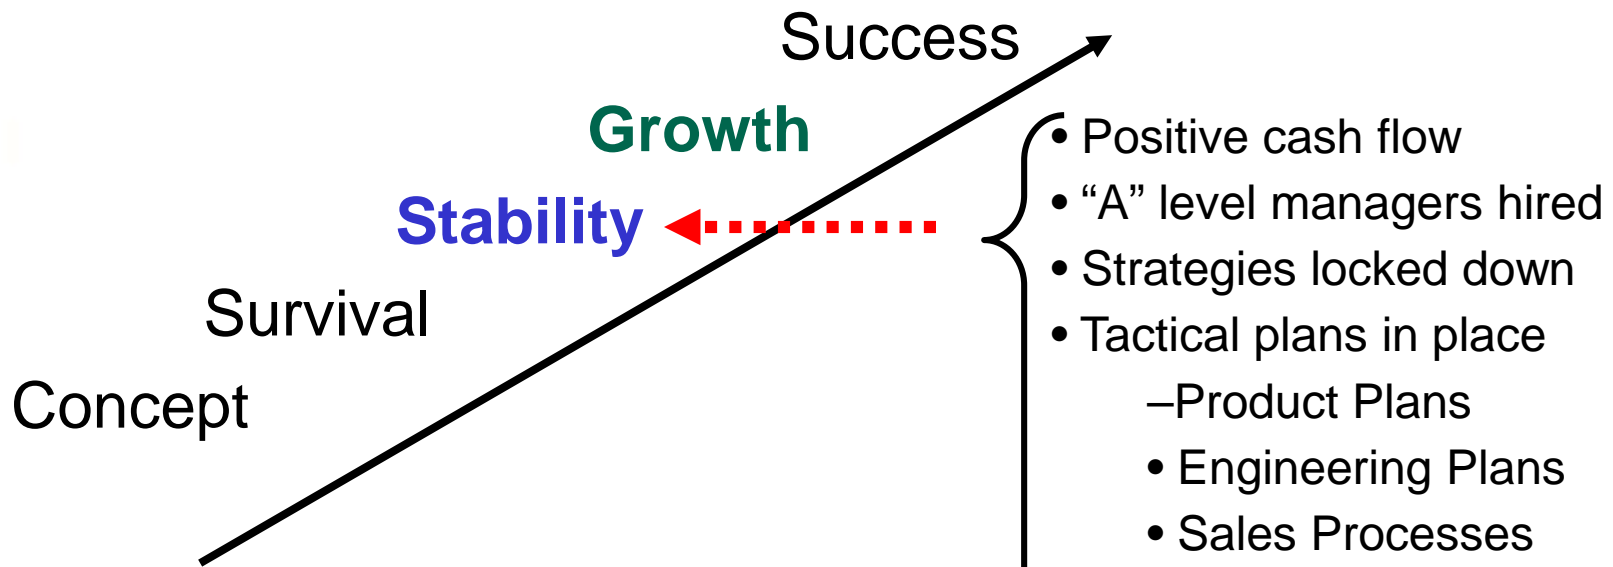 Success
Growth
Stability
Survival
Concept
• Positive cash flow
• “A” level managers hired
• Strategies locked down
• Tactical plans in place
–Product Plans
• Engineering Plans
• Sales Processes